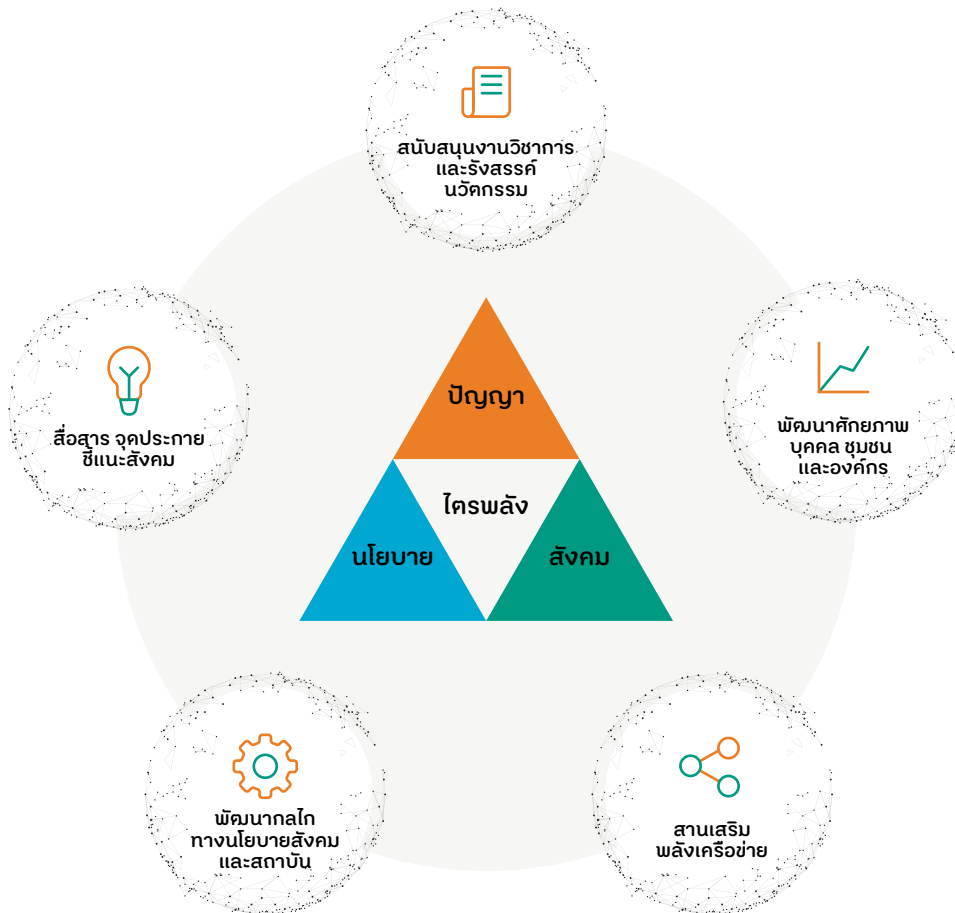 สนับสนุนงานวิชาการ
และรังสรรค์
นวัตกรรม
สื่อสาร จุดประกาย
ชี้แนะสังคม
พัฒนาศักยภาพ
บุคคล ชุมชน
และองค์กร
ปัญญา
ไตรพลัง
นโยบาย
สังคม
พัฒนากลไก
ทางนโยบายสังคม
และสถาบัน
สานเสริม
พลังเครือข่าย